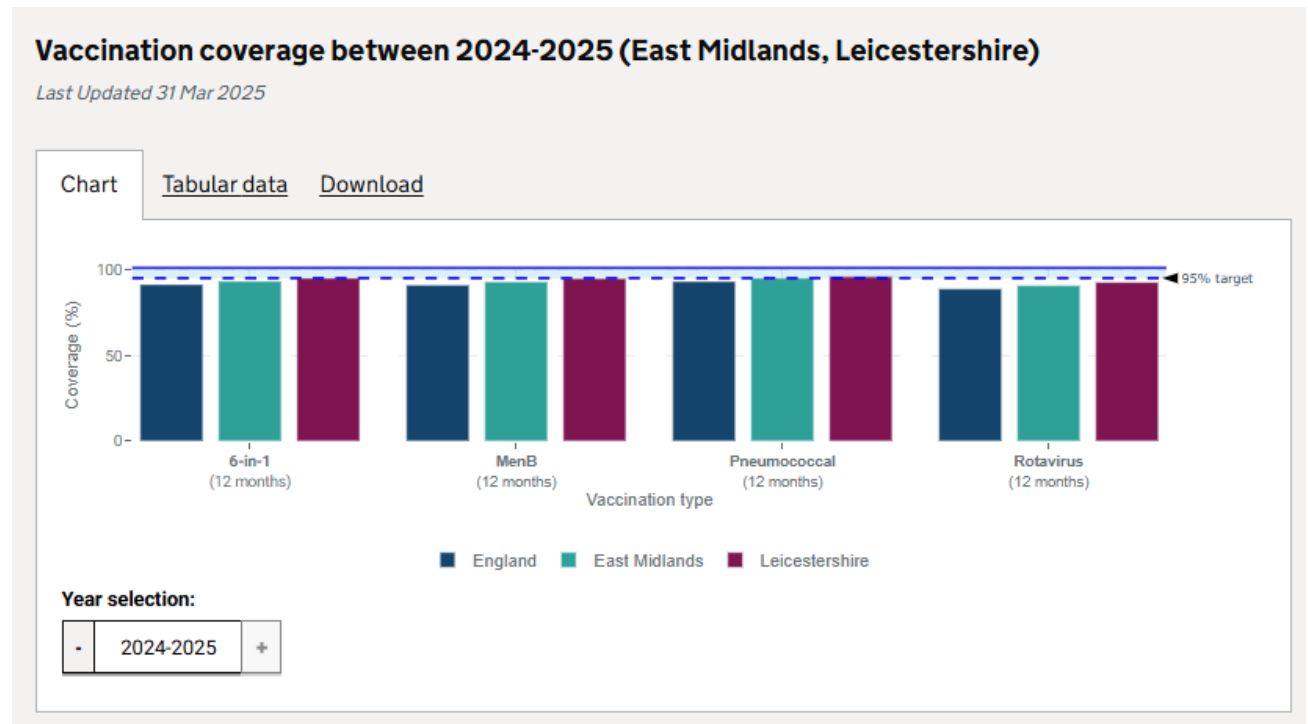 Vaccination coverage between 2024-2025 (East Midlands, Leicestershire)
Last Updated 31 Mar 2025
Chart Tabular data Download
100
95% target
Coverage (%)
50
0
6-in-1 MenB Pneumococcal Rotavirus
(12 months) (12 months) (12 months) (12 months)
Vaccination type
England East Midlands Leicestershire
Year selection:
- 2024-2025 +